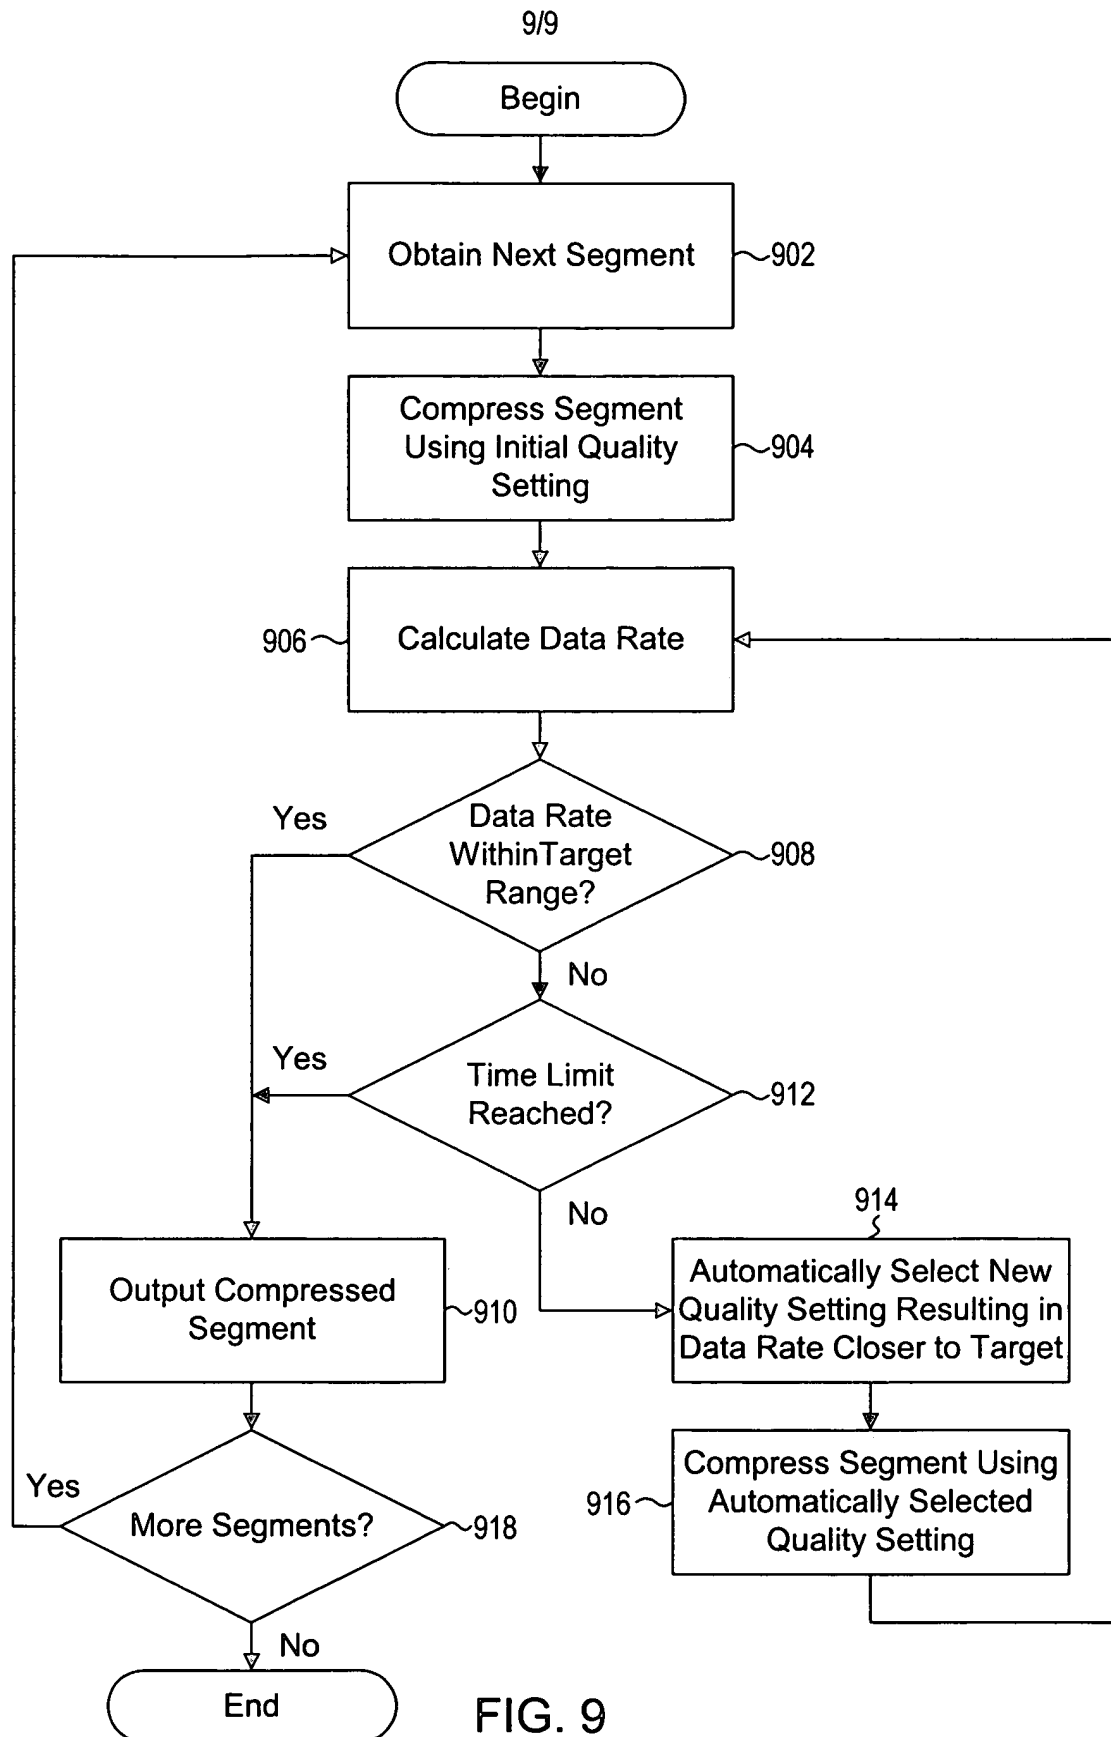 9/9
Begin
Obtain Next Segment
902
Compress Segment
Using Initial Quality
Setting
904
906
Calculate Data Rate
Yes
Data Rate
WithinTarget
Range?
908
No
Yes
Time Limit
Reached?
912
No
914
Output Compressed
Segment
910
Automatically Select New
Quality Setting Resulting in
Data Rate Closer to Target
Yes
More Segments?
918
916
Compress Segment Using
Automatically Selected
Quality Setting
No
End
FIG. 9